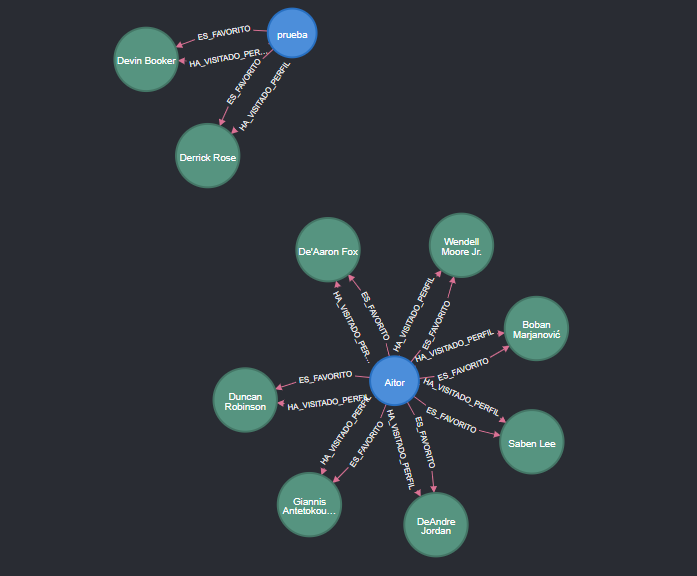 prueba
ES_FAVORITO
Devin Booker
HA_VISITADO_PER…
ES_FAVORITO
HA_VISITADO_PERFIL
Derrick Rose
De'Aaron Fox
Wendell
Moore Jr.
HA_VISITADO_PER…
ES_FAVORITO
HA_VISITADO_PERFIL
ES_FAVORITO
Boban
Marjanović
HA_VISITADO_PERFIL
ES_FAVORITO
Aitor
ES_FAVORITO
HA_VISITADO_PERFIL
Duncan
Robinson
HA_VISITADO_PERFIL
ES_FAVORITO
Saben Lee
HA_VISITADO_PERFIL
ES_FAVORITO
HA_VISITADO_PERFIL
ES_FAVORITO
Giannis
Antetokou…
DeAndre
Jordan